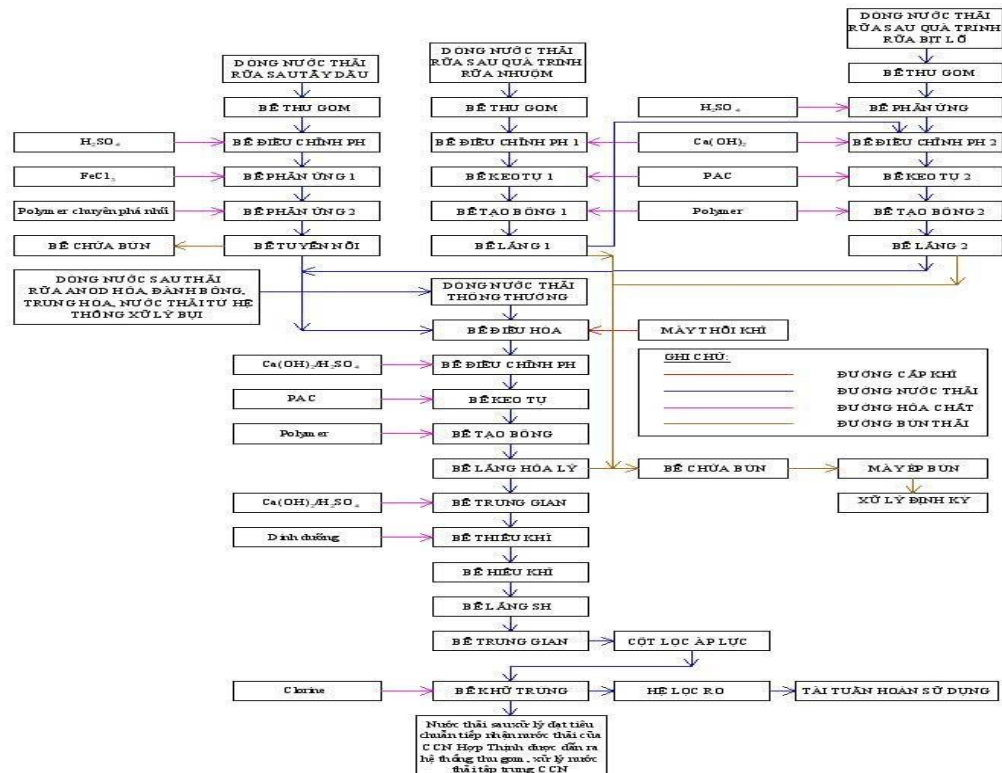 DÒNG NƯỚC THẢI
RỬA SAU QUÁ TRÌNH
RỬA BỊT LỖ
DÒNG NƯỚC THẢI
RỬA SAU TẨY DẦU
DÒNG NƯỚC THẢI
RỬA SAU QUÁ TRÌNH
RỬA NHUỘM
BỂ THU GOM
BỂ THU GOM
BỂ THU GOM
H₂SO₄
BỂ PHẢN ỨNG
H₂SO₄
BỂ ĐIỀU CHỈNH PH
BỂ ĐIỀU CHỈNH PH 1
Ca(OH)₂
BỂ ĐIỀU CHỈNH PH 2
BỂ PHẢN ỨNG 1
BỂ KEO TỤ 1
PAC
BỂ KEO TỤ 2
Polymer chuyên phá nhũ
BỂ PHẢN ỨNG 2
BỂ TẠO BÔNG 1
Polymer
BỂ TẠO BÔNG 2
BỂ CHỨA BÙN
BỂ TUYỂN NỔI
BỂ LẮNG 1
BỂ LẮNG 2
DÒNG NƯỚC SAU THẢI
RỬA ANOD HÓA, ĐÁNH BÓNG,
TRUNG HÒA, NƯỚC THẢI TỪ HỆ
THỐNG XỬ LÝ BỤI
DÒNG NƯỚC THẢI
THÔNG THƯỜNG
BỂ ĐIỀU HÒA
MÁY THỔI KHÍ
Ca(OH)₂/H₂SO₄
BỂ ĐIỀU CHỈNH PH
PAC
BỂ KEO TỤ
Polymer
BỂ TẠO BÔNG
GHI CHÚ:
ĐƯỜNG CẤP KHÍ
ĐƯỜNG NƯỚC THẢI
ĐƯỜNG HÓA CHẤT
ĐƯỜNG BÙN THẢI
BỂ LẮNG HÓA LÝ
BỂ CHỨA BÙN
MÁY ÉP BÙN
XỬ LÝ ĐỊNH KỲ
Ca(OH)₂/H₂SO₄
BỂ TRUNG GIAN
Dinh dưỡng
BỂ THIẾU KHÍ
BỂ HIẾU KHÍ
BỂ LẮNG SH
BỂ TRUNG GIAN
CỘT LỌC ÁP LỰC
Clorine
BỂ KHỬ TRÙNG
HỆ LỌC RO
TÁI TUẦN HOÀN SỬ DỤNG
Nước thải sau xử lý đạt tiêu
chuẩn tiếp nhận nước thải của
CCN Hợp Thịnh được dẫn ra
hệ thống thu gom, xử lý nước
thải tập trung CCN